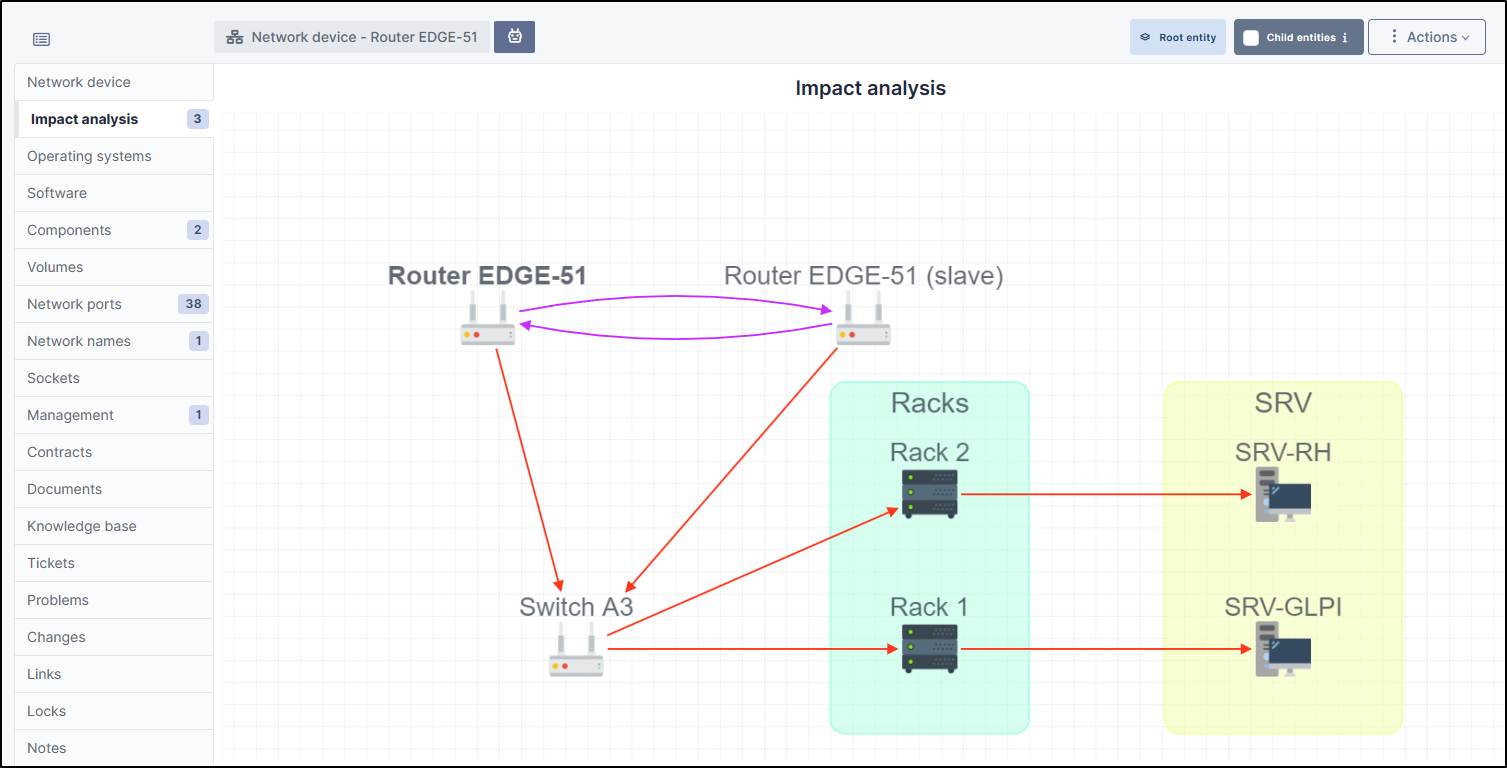 Network device - Router EDGE-51
Root entity
Child entities i
Actions
Network device
Impact analysis 3
Operating systems
Software
Components 2
Volumes
Network ports 38
Network names 1
Sockets
Management 1
Contracts
Documents
Knowledge base
Tickets
Problems
Changes
Links
Locks
Notes
Impact analysis
Router EDGE-51
Router EDGE-51 (slave)
Racks
SRV
Rack 2
SRV-RH
Switch A3
Rack 1
SRV-GLPI